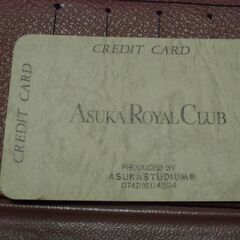 CREDIT CARD
CREDIT CARD
ASUKA ROYAL CLUB
PRODUCED BY
ASUKASTUDIUM®
0742(61)4594